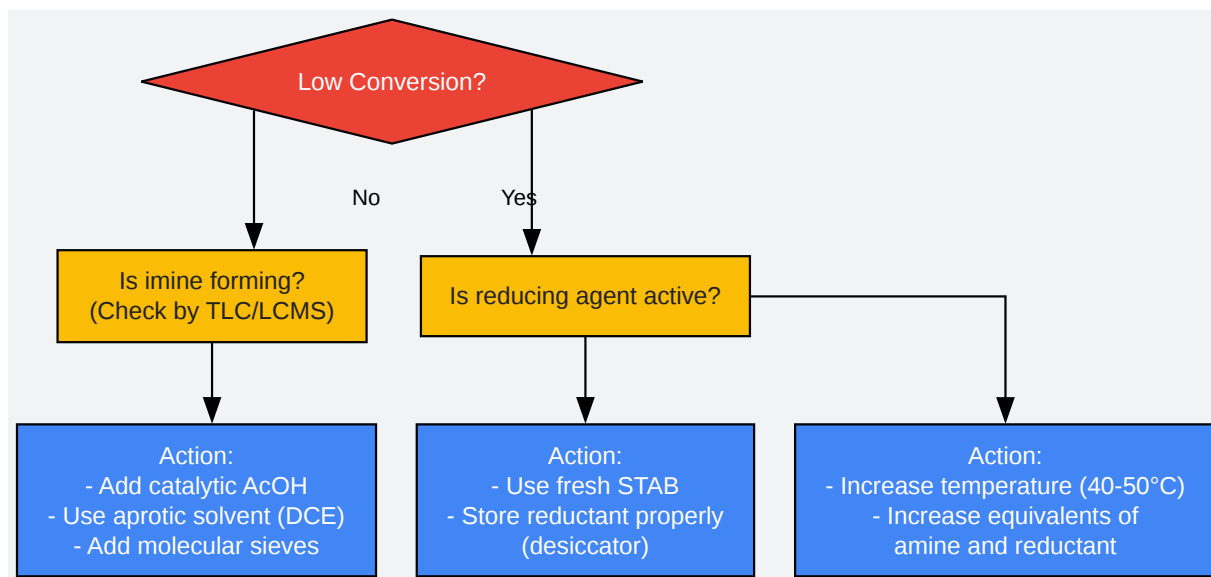 Low Conversion?
No
Yes
Is imine forming?
(Check by TLC/LCMS)
Is reducing agent active?
Action:
- Add catalytic AcOH
- Use aprotic solvent (DCE)
- Add molecular sieves
Action:
- Use fresh STAB
- Store reductant properly
(desiccator)
Action:
- Increase temperature (40-50°C)
- Increase equivalents of
amine and reductant